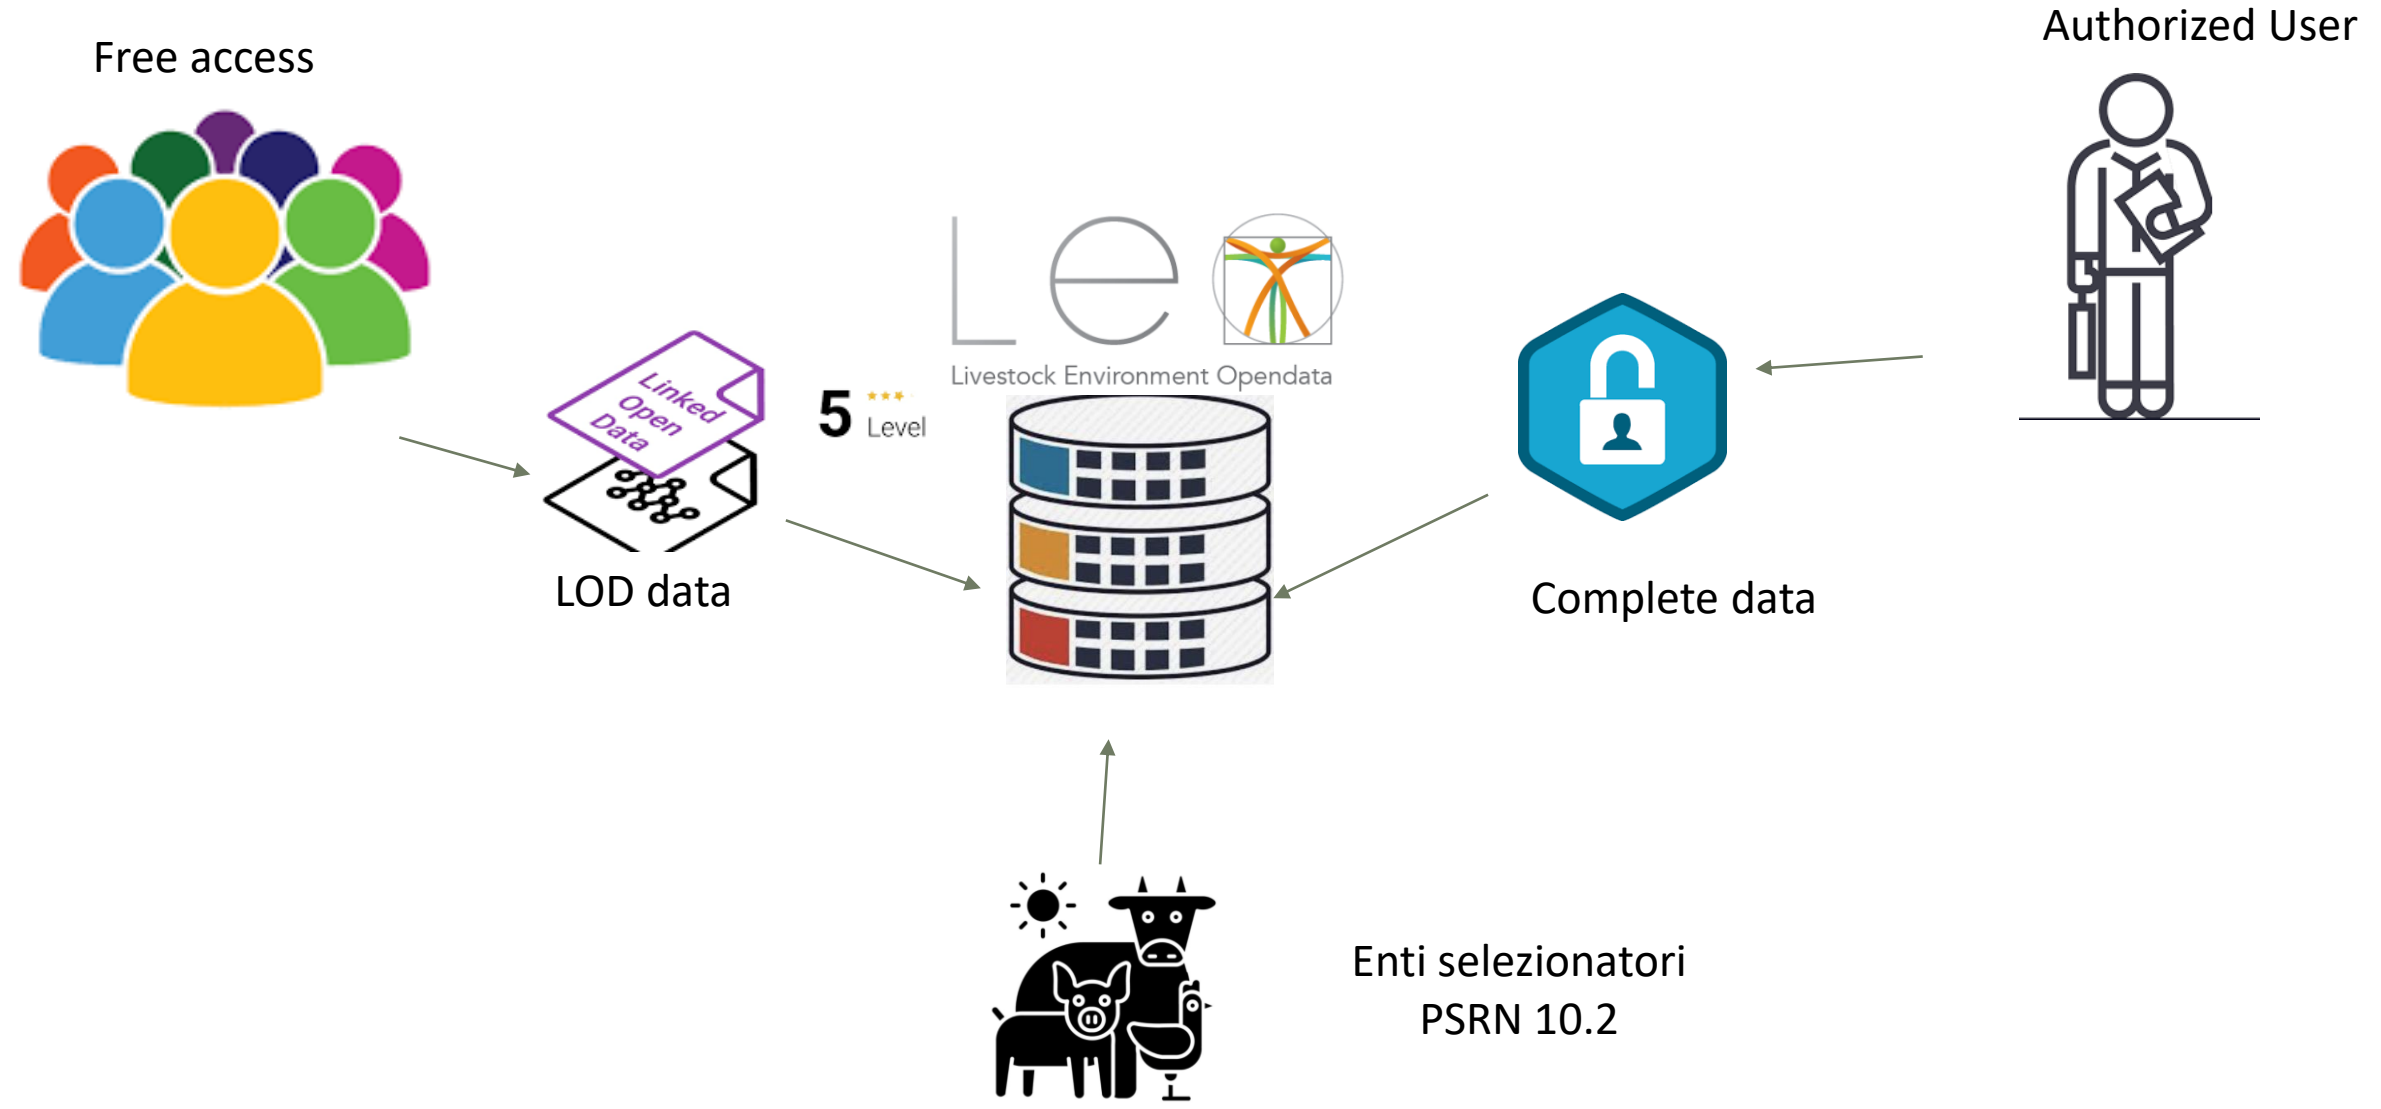 Free access
Authorized User
Leo
Livestock Environment Opendata
Linked
Open
Data
5 Level
LOD data
Complete data
Enti selezionatori
PSRN 10.2